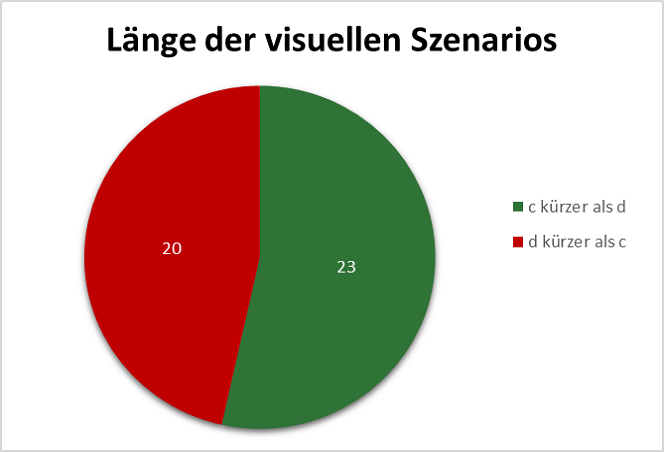 Länge der visuellen Szenarios
20
23
c kürzer als d
d kürzer als c